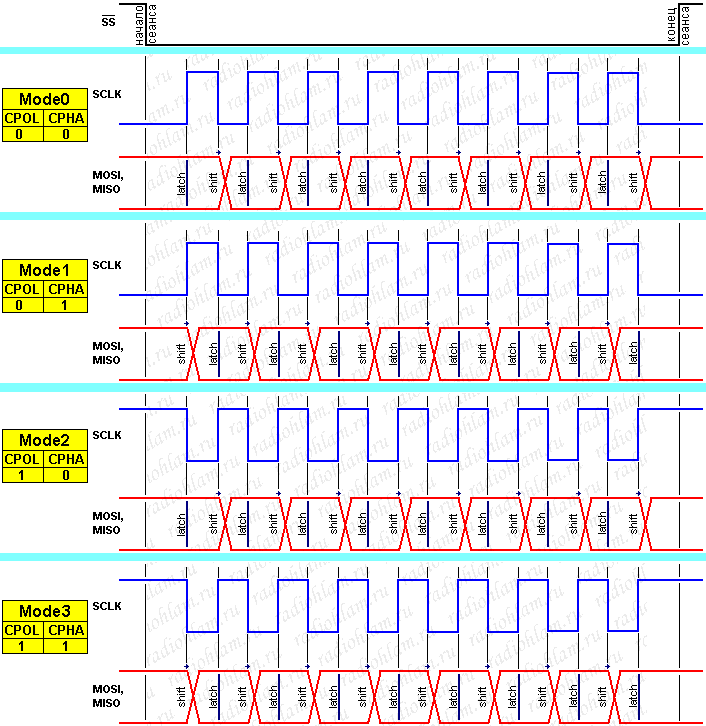 SS
начало
сеанса
конец
сеанса
Mode0
CPOL CPHA
0 0
SCLK
MOSI,
MISO
latch shift latch shift latch shift latch shift latch shift latch shift latch shift latch shift
Mode1
CPOL CPHA
0 1
SCLK
MOSI,
MISO
shift latch shift latch shift latch shift latch shift latch shift latch shift latch shift latch
Mode2
CPOL CPHA
1 0
SCLK
MOSI,
MISO
latch shift latch shift latch shift latch shift latch shift latch shift latch shift latch shift
Mode3
CPOL CPHA
1 1
SCLK
MOSI,
MISO
shift latch shift latch shift latch shift latch shift latch shift latch shift latch shift latch
radiohlam.ru